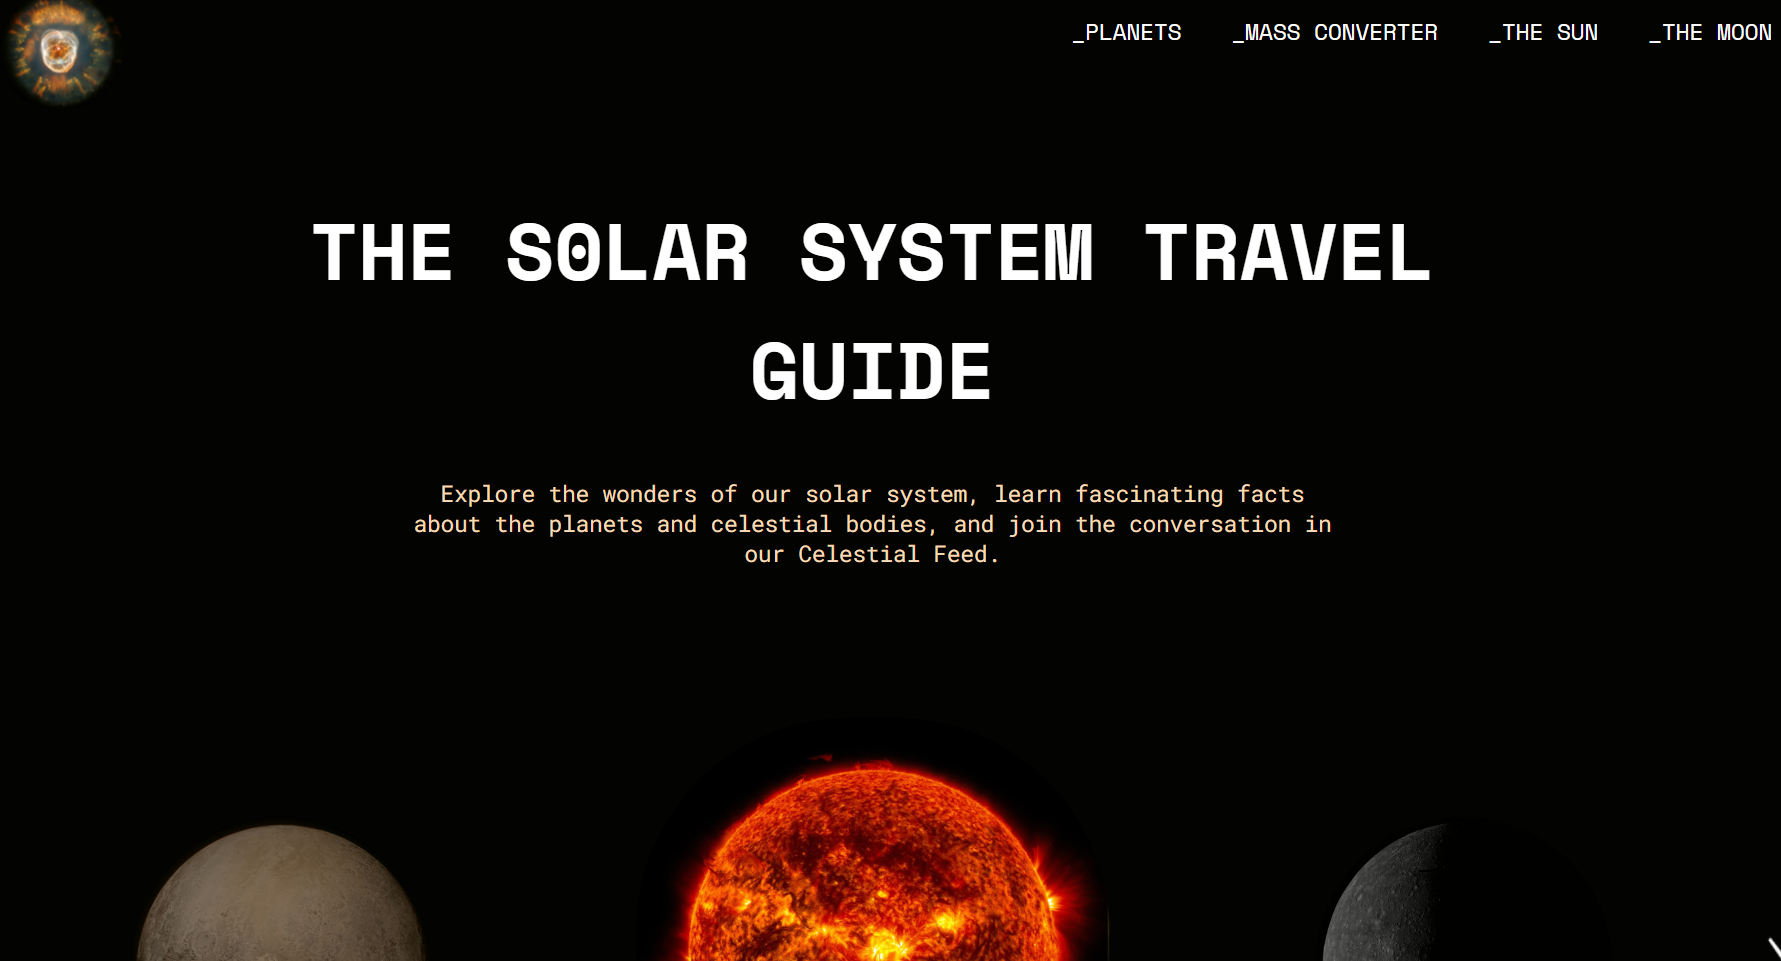 _PLANETS _MASS CONVERTER _THE SUN _THE MOON
THE SOLAR SYSTEM TRAVEL
GUIDE
Explore the wonders of our solar system, learn fascinating facts
about the planets and celestial bodies, and join the conversation in
our Celestial Feed.